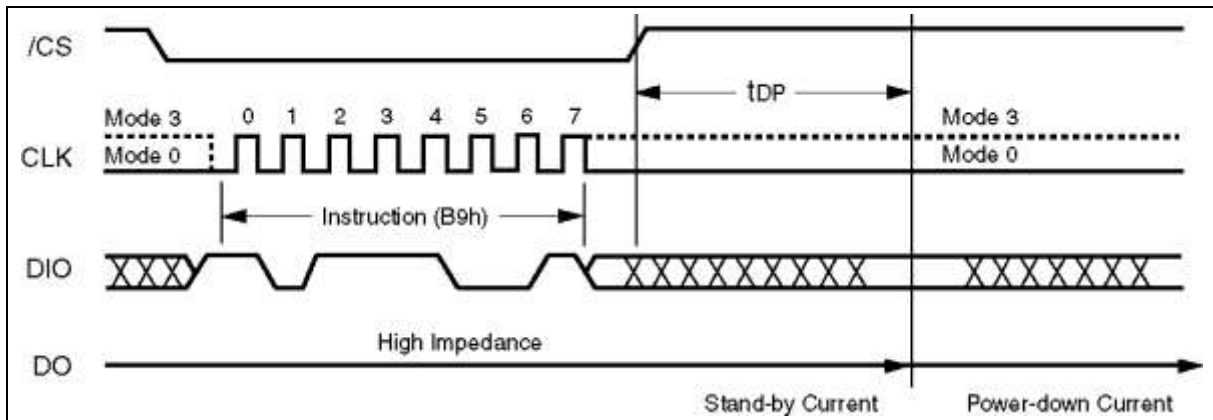 /CS
tDP
Mode 3 0 1 2 3 4 5 6 7 Mode 3
CLK
Mode 0 Mode 0
Instruction (B9h)
DIO
High Impedance
DO
Stand-by Current Power-down Current